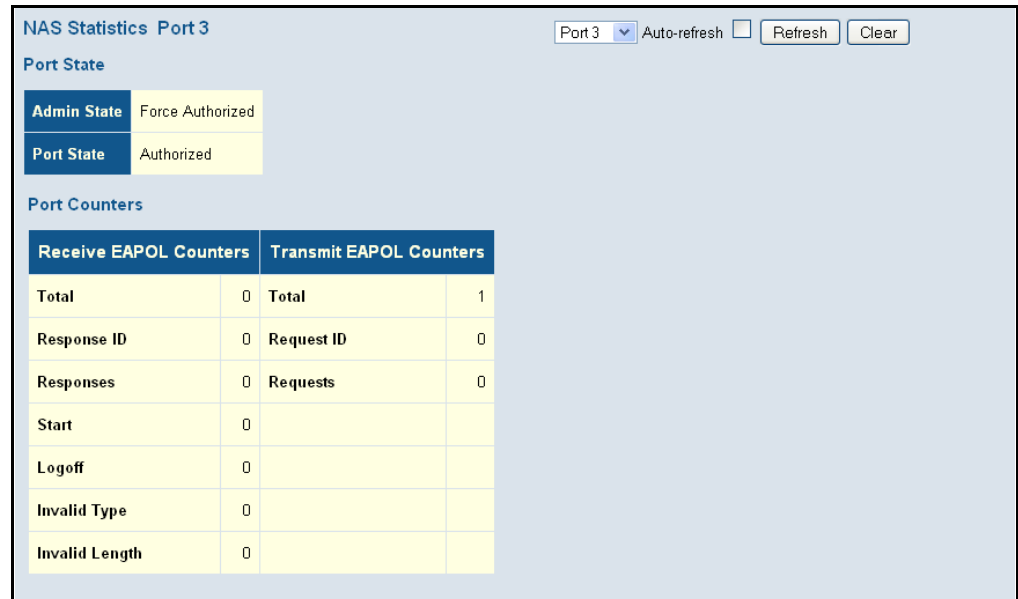 NAS Statistics Port 3
Port 3 Auto-refresh Refresh Clear
Port State
Admin State Force Authorized
Port State Authorized
Port Counters
Receive EAPOL Counters Transmit EAPOL Counters
Total 0 Total 1
Response ID 0 Request ID 0
Responses 0 Requests 0
Start 0
Logoff 0
Invalid Type 0
Invalid Length 0